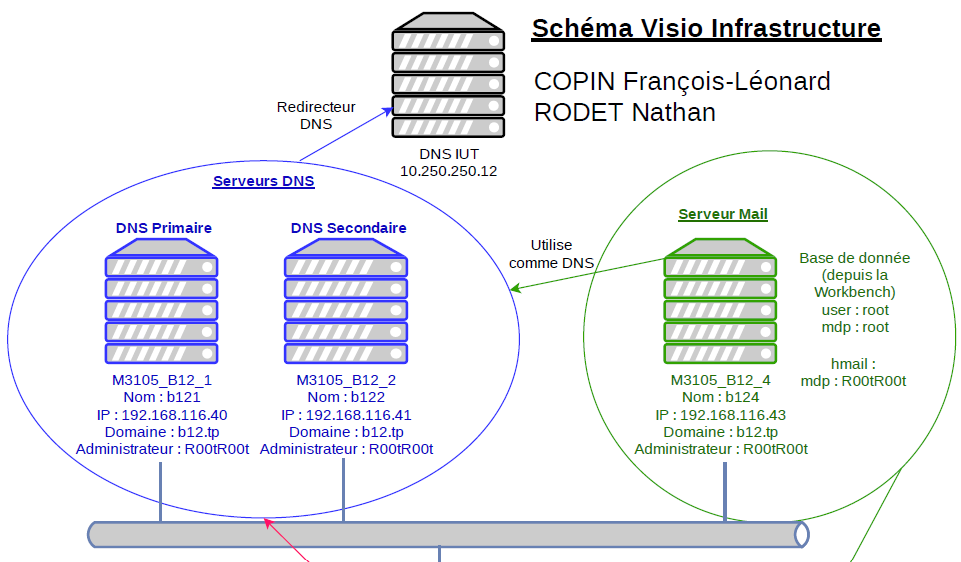 Schéma Visio Infrastructure
COPIN François-Léonard
RODET Nathan
Redirecteur
DNS
DNS IUT
10.250.250.12
Serveurs DNS
DNS Primaire
DNS Secondaire
M3105_B12_1
Nom : b121
IP : 192.168.116.40
Domaine : b12.tp
Administrateur : R00tR00t
M3105_B12_2
Nom : b122
IP : 192.168.116.41
Domaine : b12.tp
Administrateur : R00tR00t
Utilise
comme DNS
Serveur Mail
M3105_B12_4
Nom : b124
IP : 192.168.116.43
Domaine : b12.tp
Administrateur : R00tR00t
Base de donnée
(depuis la
Workbench)
user : root
mdp : root
hmail :
mdp : R00tR00t